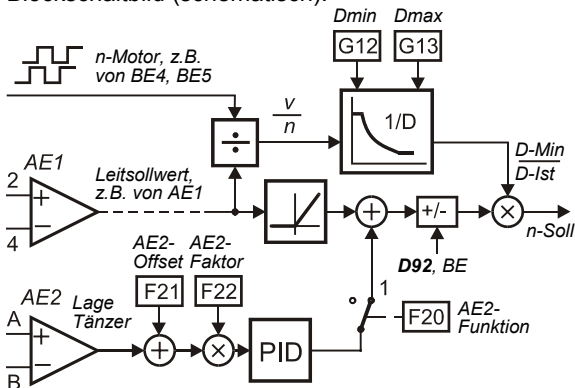 Blockschaltbild (schematisch):
Dmin Dmax
G12 G13
n-Motor, z.B.
von BE4, BE5
v
n
÷
1/D
D-Min
D-Ist
AE1
2
+
4
−
Leitsollwert,
z.B. von AE1
+
+/-
×
n-Soll
D92, BE
AE2-
Offset
AE2-
Faktor
F21 F22
AE2
A
+
B
−
Lage
Tänzer
+
×
PID
1
F20
AE2-
Funktion